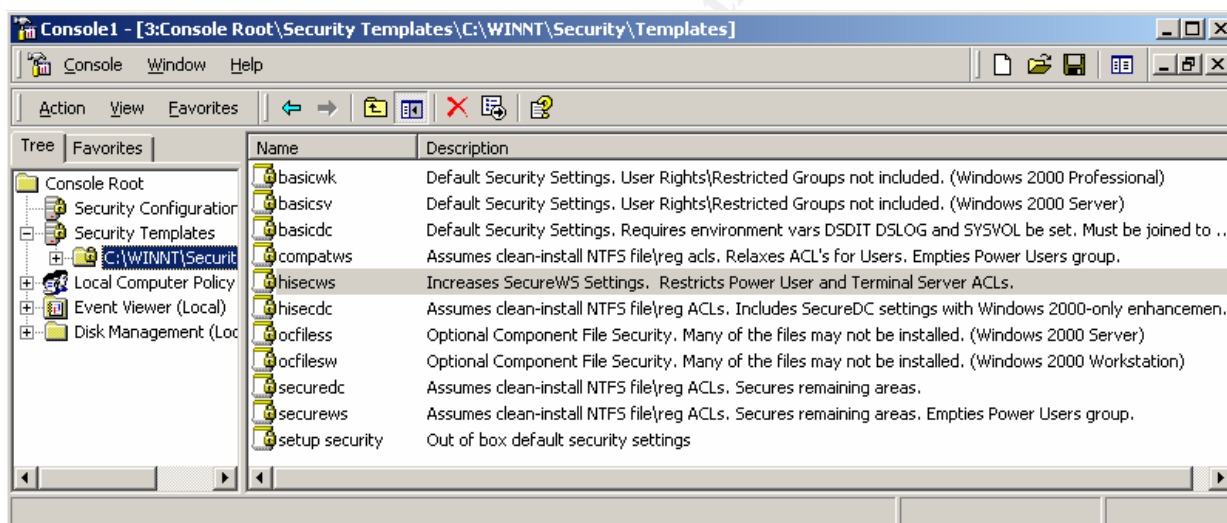 Console1 - [3:Console Root\Security Templates\C:\WINNT\Security\Templates]
Console Window Help
Action View Favorites
Tree Favorites
Name Description
Console Root
Security Configuration
Security Templates
C:\WINNT\Securit
Local Computer Policy
Event Viewer (Local)
Disk Management (Loc
basicwk Default Security Settings. User Rights\Restricted Groups not included. (Windows 2000 Professional)
basicsv Default Security Settings. User Rights\Restricted Groups not included. (Windows 2000 Server)
basicdc Default Security Settings. Requires environment vars DSDIT DSLOG and SYSVOL be set. Must be joined to ..
compatws Assumes clean-install NTFS file\reg acls. Relaxes ACL's for Users. Empties Power Users group.
hisecws Increases SecureWS Settings. Restricts Power User and Terminal Server ACLs.
hisecdc Assumes clean-install NTFS file\reg ACLs. Includes SecureDC settings with Windows 2000-only enhancemen.
ocfiless Optional Component File Security. Many of the files may not be installed. (Windows 2000 Server)
ocfilesw Optional Component File Security. Many of the files may not be installed. (Windows 2000 Workstation)
securedc Assumes clean-install NTFS file\reg ACLs. Secures remaining areas.
securews Assumes clean-install NTFS file\reg ACLs. Secures remaining areas. Empties Power Users group.
setup security Out of box default security settings